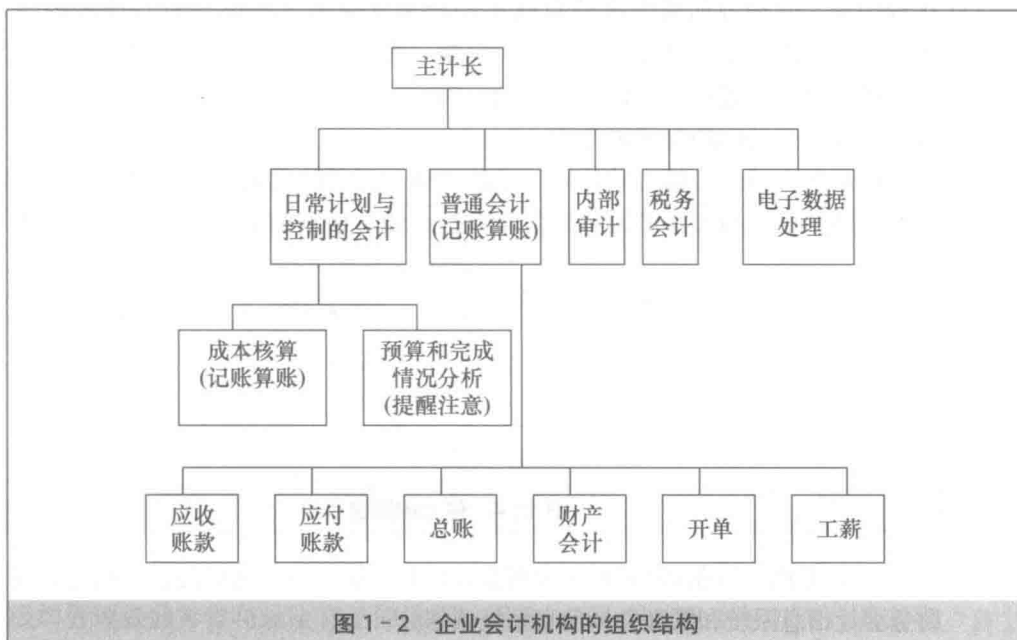 主计长
日常计划与
控制的会计
普通会计
(记账算账)
内部
审计
税务
会计
电子数据
处理
成本核算
(记账算账)
预算和完成
情况分析
(提醒注意)
应收
账款
应付
账款
总账
财产
会计
开单
工薪
图1-2 企业会计机构的组织结构